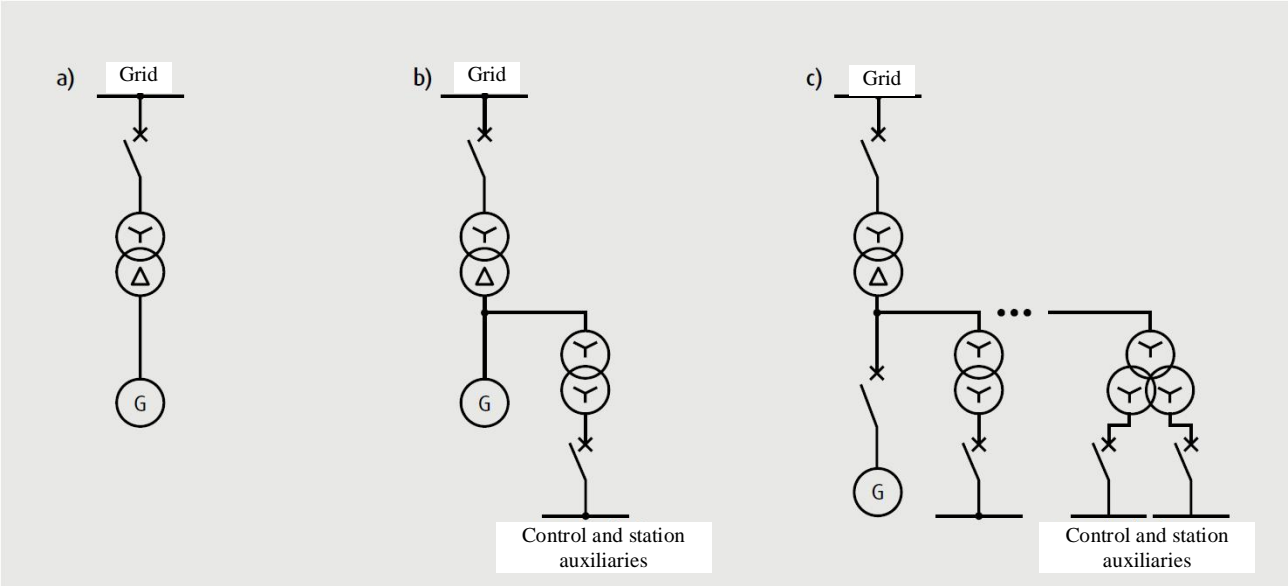 a)
Grid
G
b)
Grid
G
Control and station
auxiliaries
c)
Grid
G
Control and station
auxiliaries